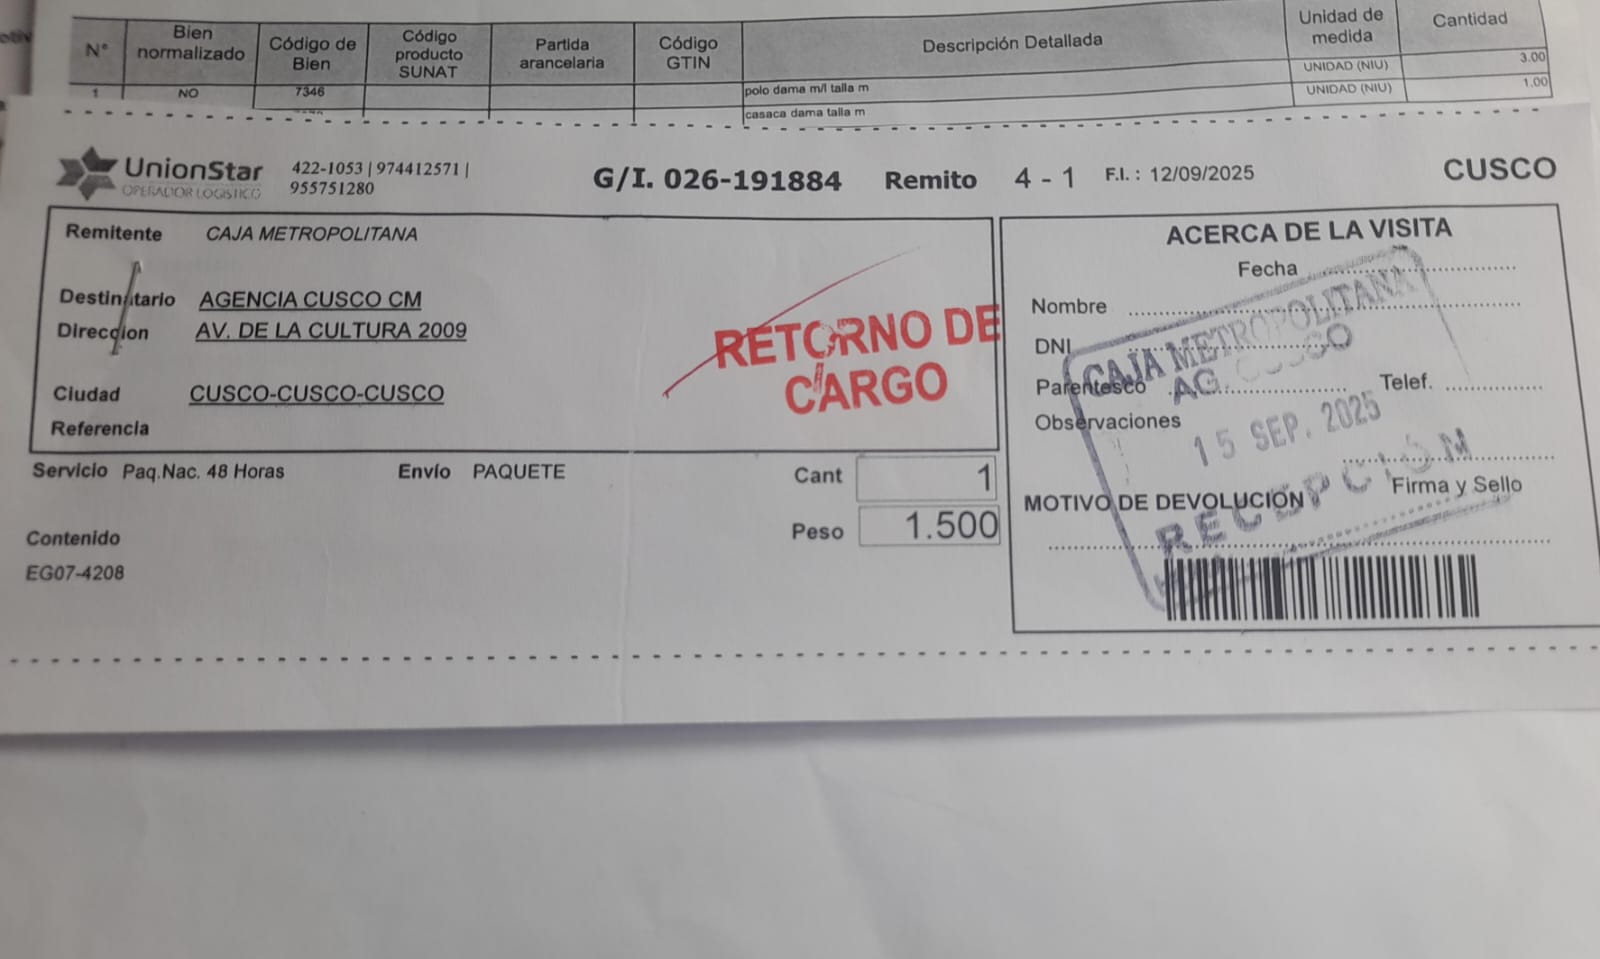 N° Bien normalizado Código de Bien Código producto SUNAT Partida arancelaria Código GTIN Descripción Detallada Unidad de medida Cantidad
1 NO 7346 polo dama m/l talla m UNIDAD (NIU) 3.00
casaca dama talla m UNIDAD (NIU) 1.00
UnionStar
OPERADOR LOGISTICO
422-1053 | 974412571 |
955751280
G/I. 026-191884 Remito 4 - 1 F.I. : 12/09/2025 CUSCO
Remitente CAJA METROPOLITANA
Destinatario AGENCIA CUSCO CM
Dirección AV. DE LA CULTURA 2009
Ciudad CUSCO-CUSCO-CUSCO
Referencia
RETORNO DE
CARGO
Servicio Paq.Nac. 48 Horas Envío PAQUETE Cant 1
Peso 1.500
Contenido
EG07-4208
ACERCA DE LA VISITA
Fecha
Nombre
DNI
Parentesco Telef.
Observaciones
Firma y Sello
MOTIVO DE DEVOLUCION
CAJA METROPOLITANA
AG. CUSCO
15 SEP. 2025
RECEPCIÓN